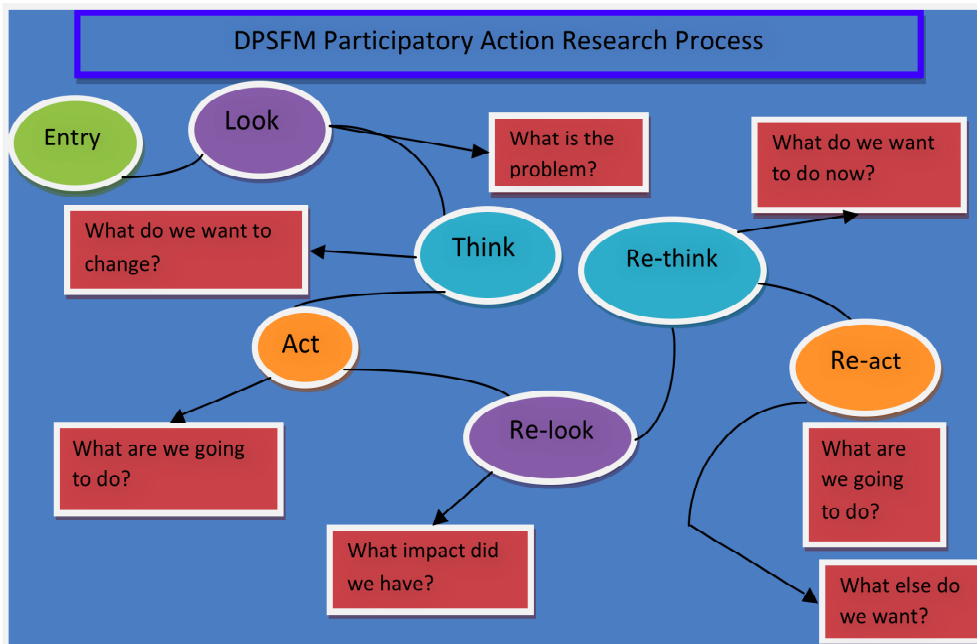 DPSFM Participatory Action Research Process
Entry
Look
What is the
problem?
What do we want
to do now?
What do we want to
change?
Think
Re-think
Act
Re-act
What are we going
to do?
Re-look
What are
we going
to do?
What impact did
we have?
What else do
we want?